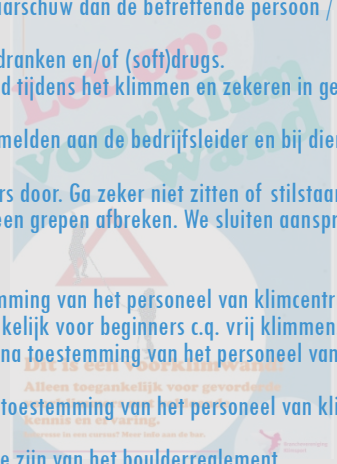 aarschuw dan de betreffende persoon /
dranken en/of (soft)drugs.
d tijdens het klimmen en zekeren in ge
Let op:
voorklim
wand
melden aan de bedrijfsleider en bij dien
rs door. Ga zeker niet zitten of stilstaan
een grepen afbreken. We sluiten aanspr
mming van het personeel van klimcentr
kelijk voor beginners c.q. vrij klimmen
na toestemming van het personeel van
Dit is een voorklimwand!
Alleen toegankelijk voor gevorderde
kennis en ervaring.
toestemming van het personeel van kli
e zijn van het boulderreglement